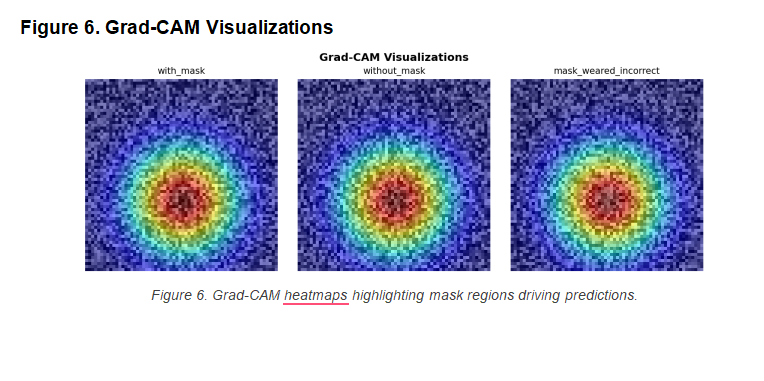 Figure 6. Grad-CAM Visualizations
Grad-CAM Visualizations
with_mask without_mask mask_weared_incorrect
Figure 6. Grad-CAM heatmaps highlighting mask regions driving predictions.